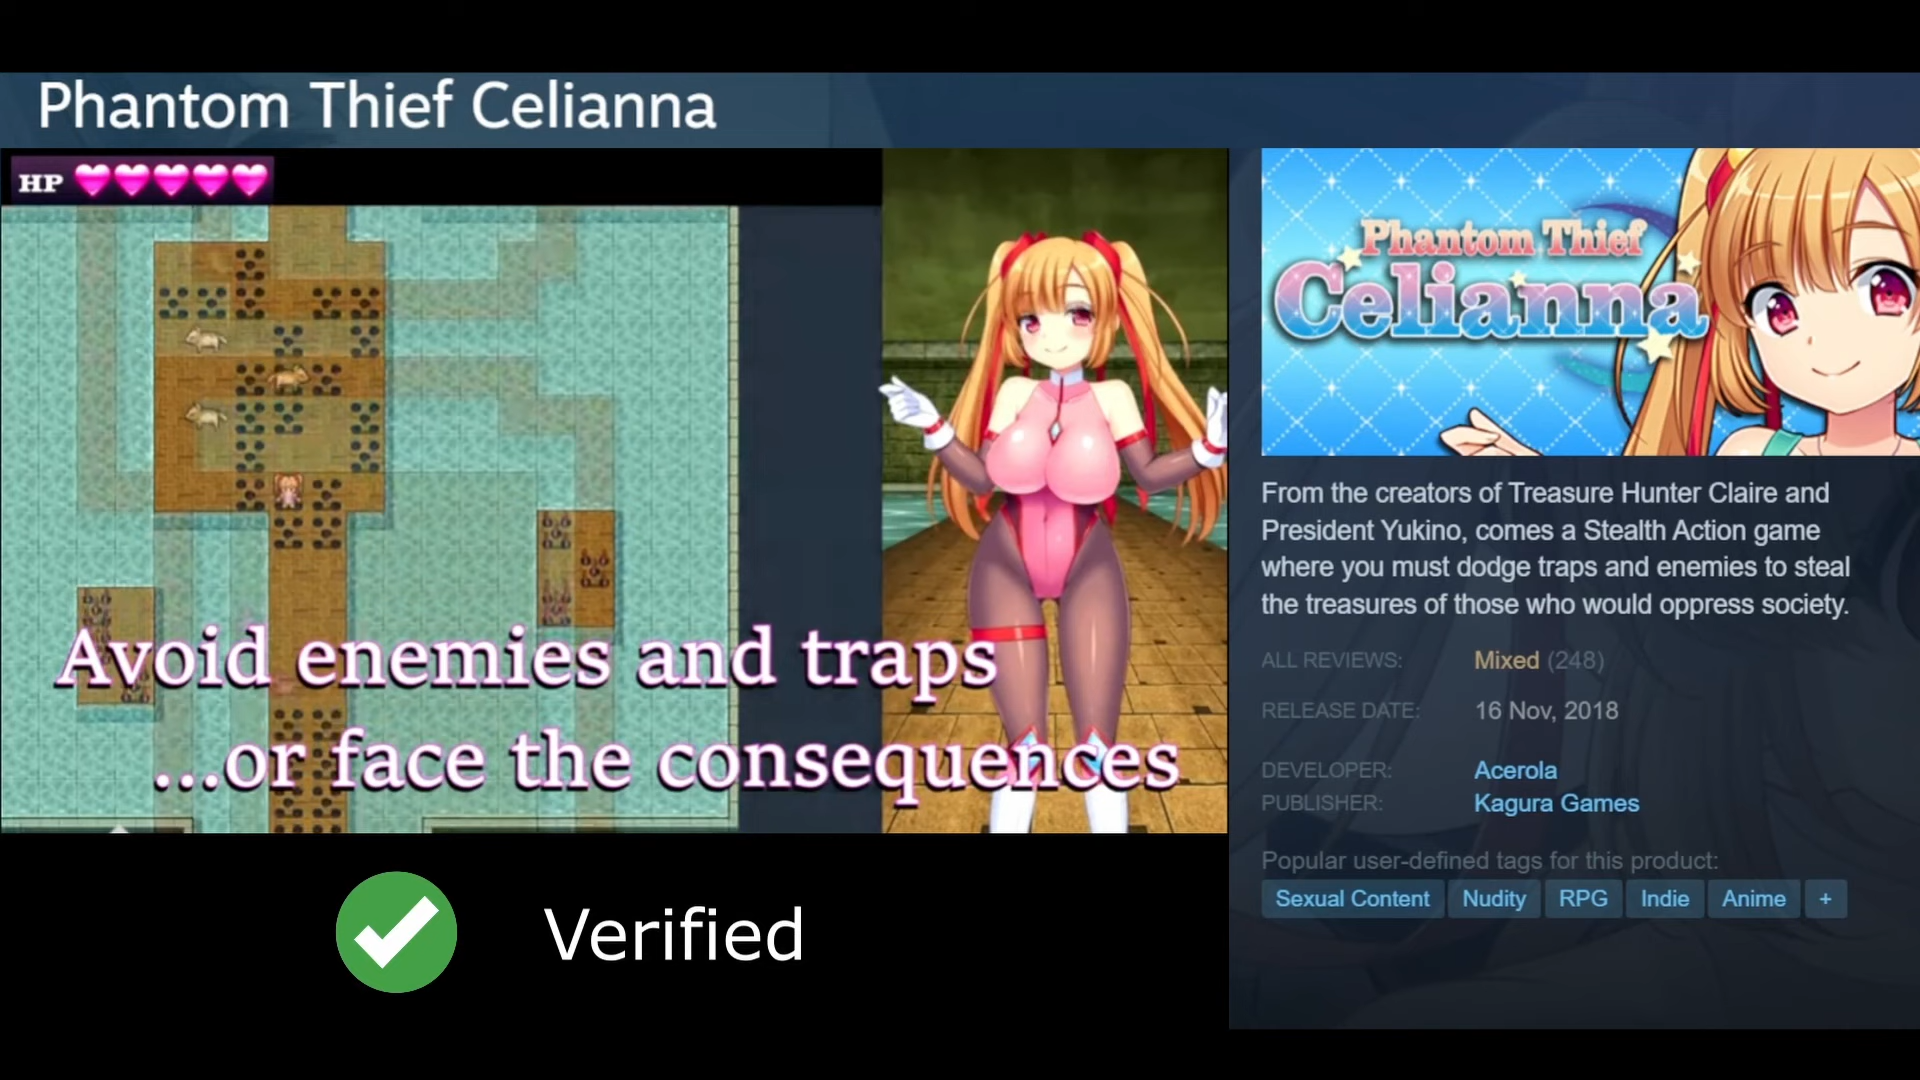 Phantom Thief Celianna
HP
Avoid enemies and traps
...or face the consequences
Verified
Phantom Thief
Celianna
From the creators of Treasure Hunter Claire and
President Yukino, comes a Stealth Action game
where you must dodge traps and enemies to steal
the treasures of those who would oppress society.
ALL REVIEWS: Mixed (248)
RELEASE DATE: 16 Nov, 2018
DEVELOPER: Acerola
PUBLISHER: Kagura Games
Popular user-defined tags for this product:
Sexual Content Nudity RPG Indie Anime +